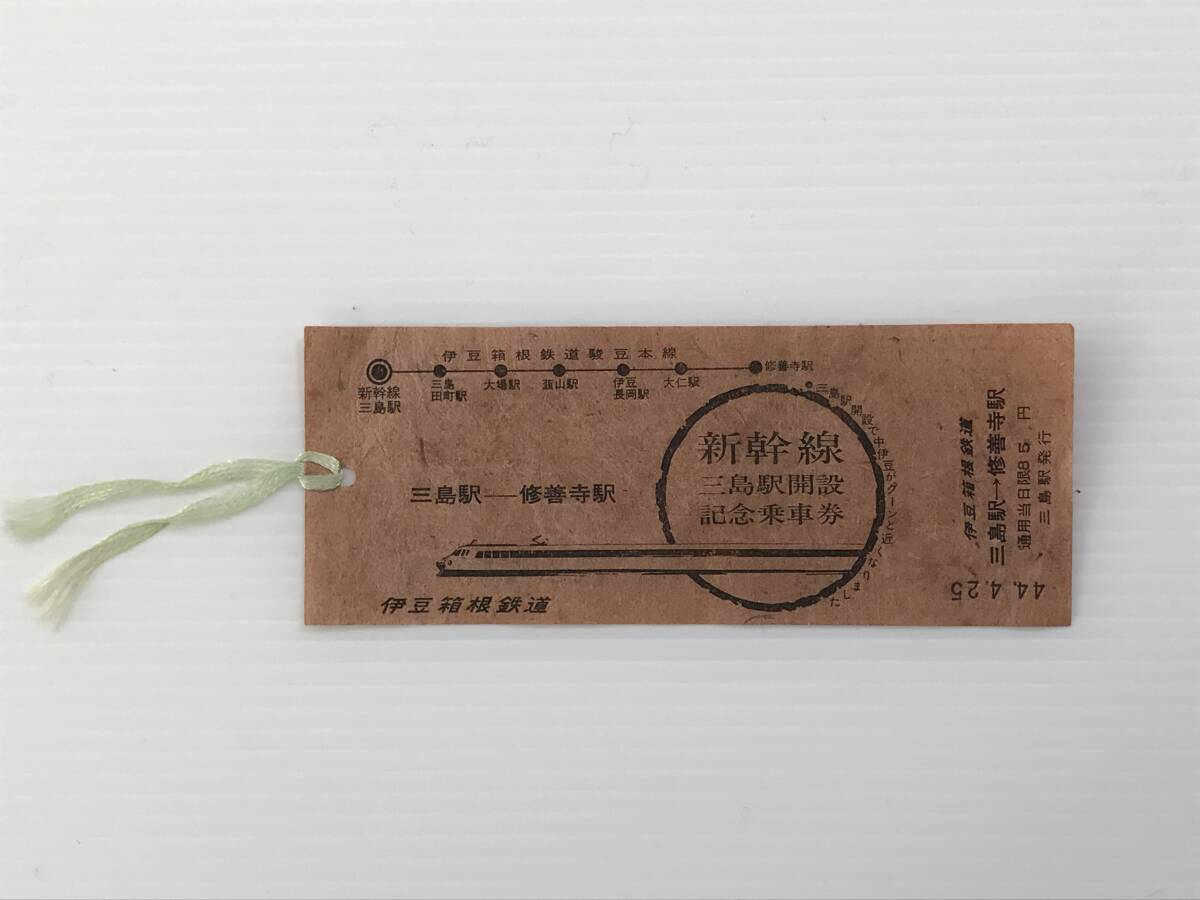 伊豆箱根鉄道駿豆本線
新幹線
三島駅
三島
田町駅
大場駅
韮山駅
伊豆
長岡駅
大仁駅
修善寺駅
三島駅開設で中伊豆がグーンと近くなりました
新幹線
三島駅開設
記念乗車券
三島駅―修善寺駅
伊豆箱根鉄道
伊豆箱根鉄道
三島駅→修善寺駅
通用当日限85円
三島駅発行
44.4.25